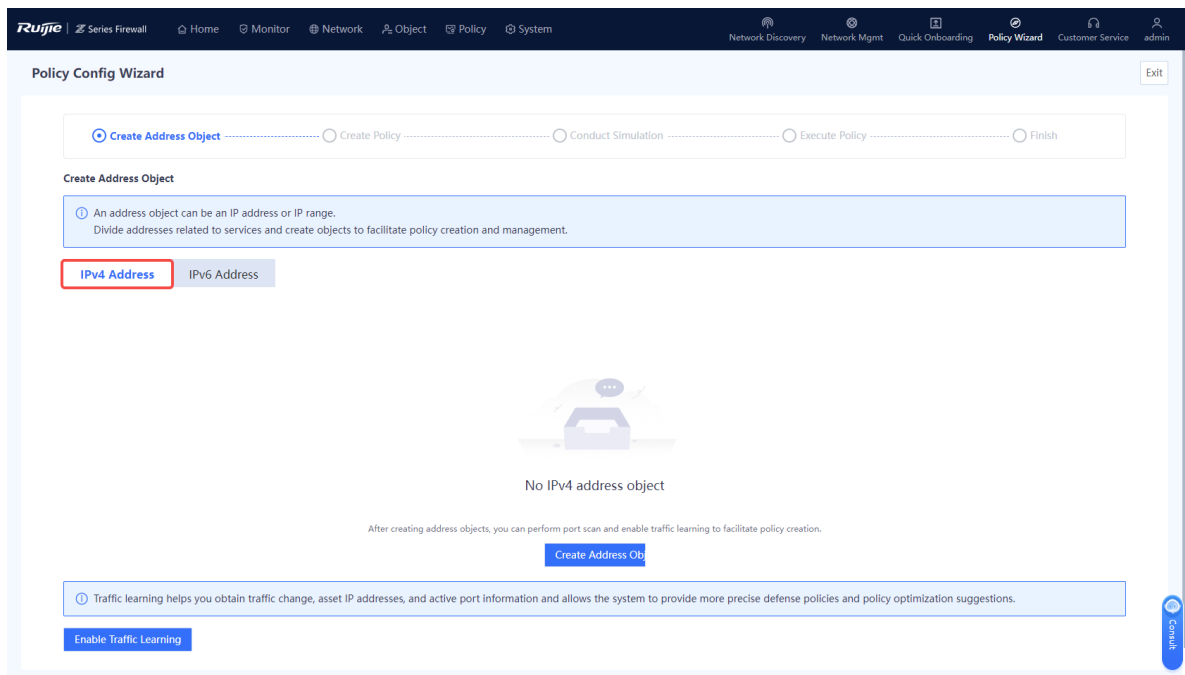 Ruijie | Z Series Firewall Home Monitor Network Object Policy System Network Discovery Network Mgmt Quick Onboarding Policy Wizard Customer Service admin
Policy Config Wizard Exit
Create Address Object Create Policy Conduct Simulation Execute Policy Finish
Create Address Object
An address object can be an IP address or IP range.
Divide addresses related to services and create objects to facilitate policy creation and management.
IPv4 Address IPv6 Address
No IPv4 address object
After creating address objects, you can perform port scan and enable traffic learning to facilitate policy creation.
Create Address Obj
Traffic learning helps you obtain traffic change, asset IP addresses, and active port information and allows the system to provide more precise defense policies and policy optimization suggestions.
Enable Traffic Learning
Consult